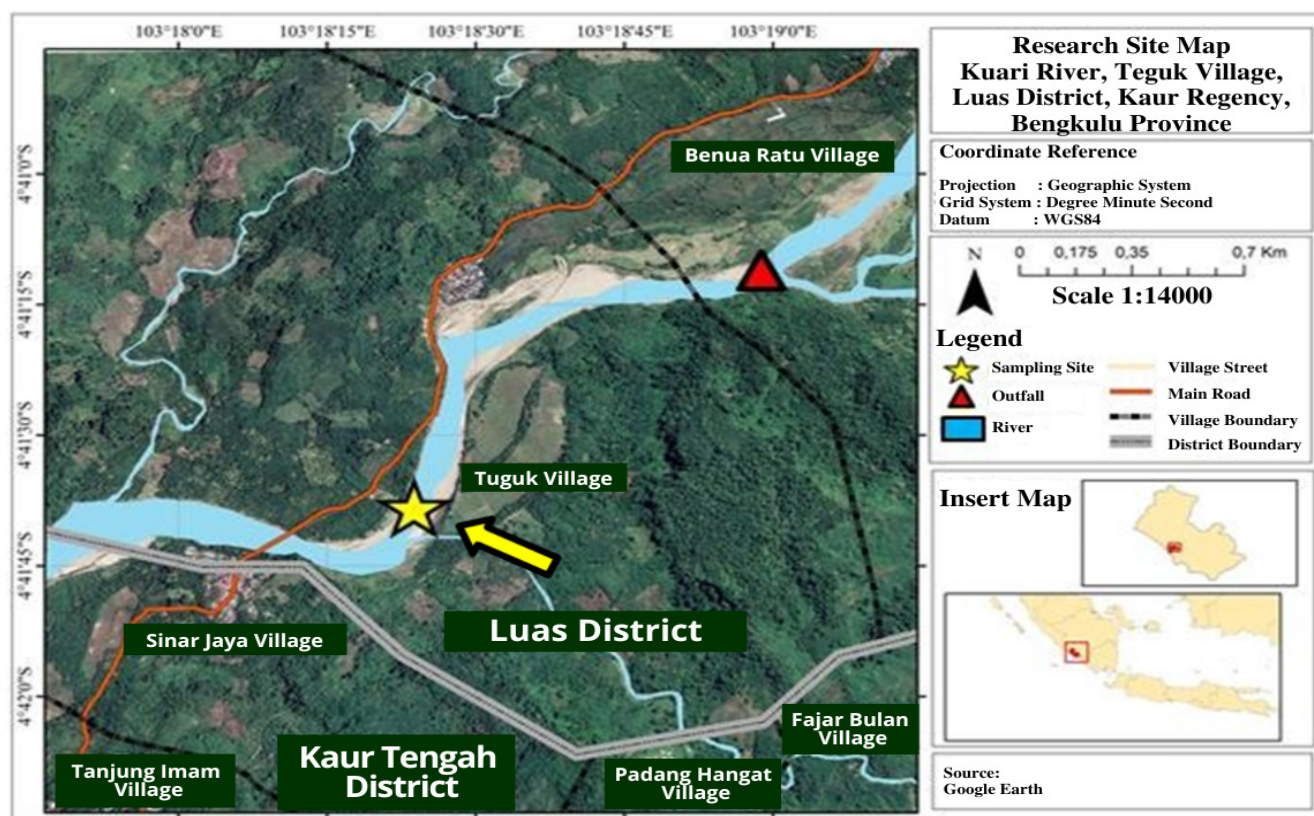 103°18'0"E
103°18'15"E
103°18'30"E
103°18'45"E
103°19'0"E
4°41'0"S
4°41'15"S
4°41'30"S
4°41'45"S
4°42'0"S
Benua Ratu Village
Tuguk Village
Sinar Jaya Village
Luas District
Kaur Tengah
District
Tanjung Imam
Village
Padang Hangat
Village
Fajar Bulan
Village
Research Site Map
Kuari River, Teguk Village,
Luas District, Kaur Regency,
Bengkulu Province
Coordinate Reference
Projection : Geographic System
Grid System : Degree Minute Second
Datum : WGS84
N
0 0,175 0,35 0,7 Km
Scale 1:14000
Legend
Sampling Site
Outfall
River
Village Street
Main Road
Village Boundary
District Boundary
Insert Map
Source:
Google Earth